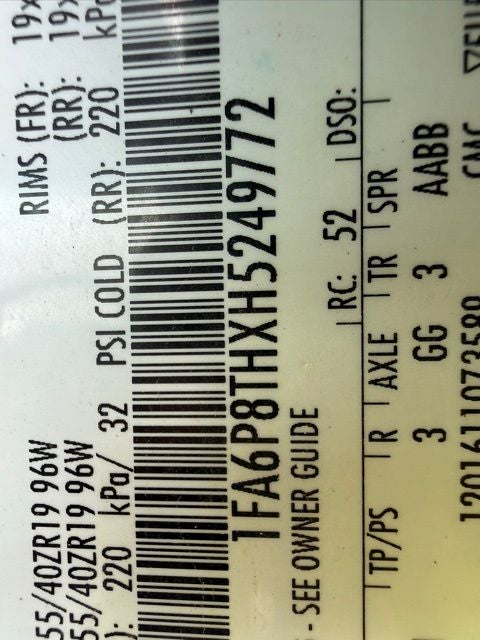 55/40ZR19 96W RIMS (FR): 19x
55/40ZR19 96W (RR): 19x
): 220 kPa/ 32 PSI COLD (RR): 220 kPa
1FA6P8THXH5249772
- SEE OWNER GUIDE
RC: 52 DSO:
TP/PS R AXLE TR SPR
3 GG 3 AABB